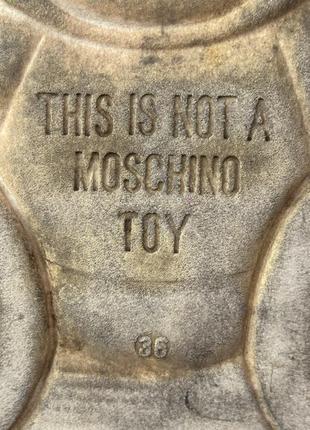 THIS IS NOT A
MOSCHINO
TOY
36